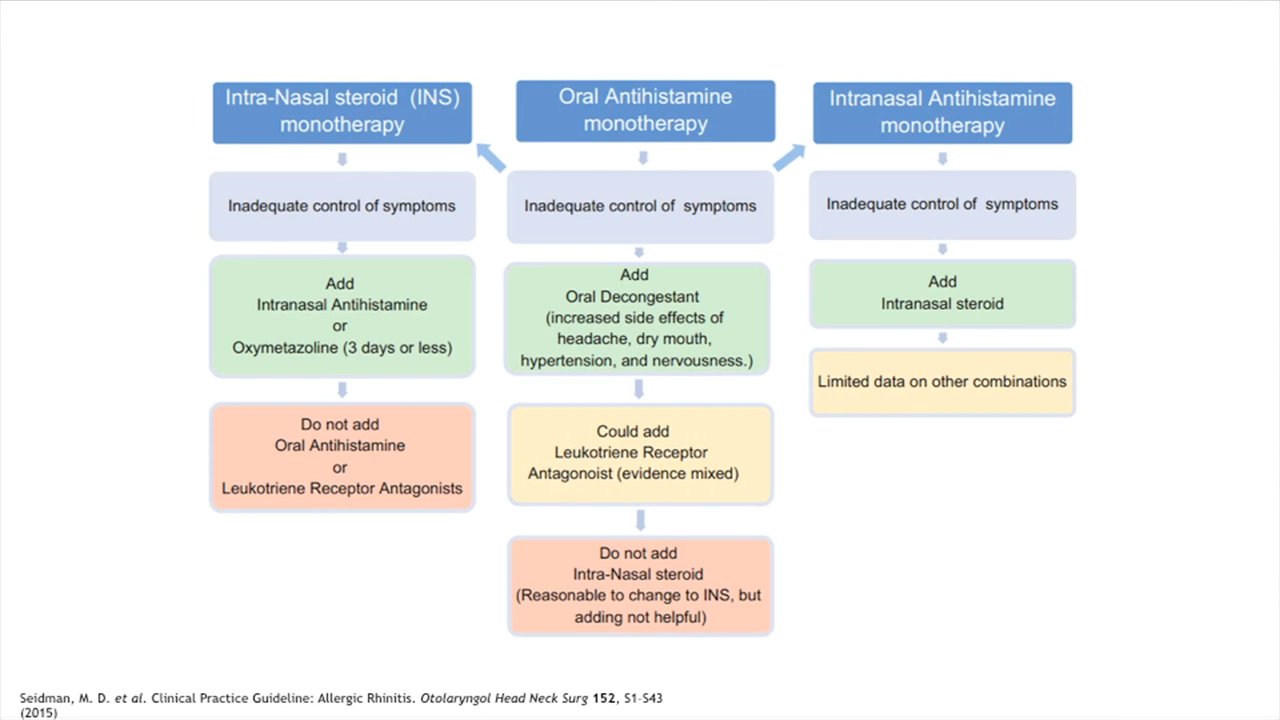 Intra-Nasal steroid (INS)
monotherapy
Inadequate control of symptoms
Add
Intranasal Antihistamine
or
Oxymetazoline (3 days or less)
Do not add
Oral Antihistamine
or
Leukotriene Receptor Antagonists
Oral Antihistamine
monotherapy
Inadequate control of symptoms
Add
Oral Decongestant
(increased side effects of
headache, dry mouth,
hypertension, and nervousness.)
Could add
Leukotriene Receptor
Antagonoist (evidence mixed)
Do not add
Intra-Nasal steroid
(Reasonable to change to INS, but
adding not helpful)
Intranasal Antihistamine
monotherapy
Inadequate control of symptoms
Add
Intranasal steroid
Limited data on other combinations
Seidman, M. D. et al. Clinical Practice Guideline: Allergic Rhinitis. Otolaryngol Head Neck Surg 152, S1–S43
(2015)